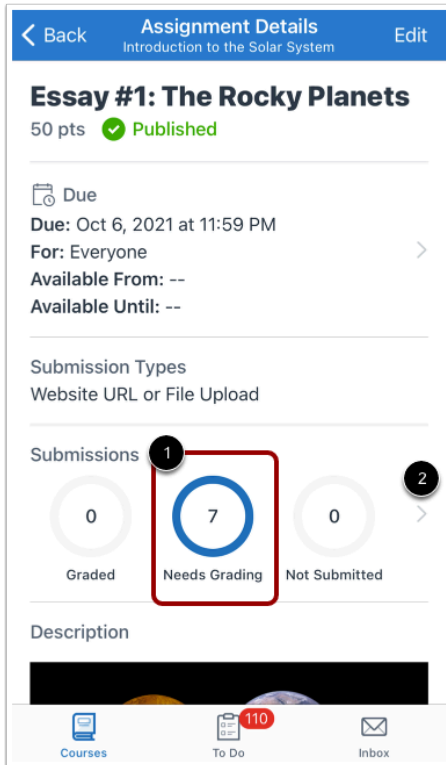 Back
Assignment Details
Introduction to the Solar System
Edit
Essay #1: The Rocky Planets
50 pts Published
Due
Due: Oct 6, 2021 at 11:59 PM
For: Everyone
Available From: --
Available Until: --
Submission Types
Website URL or File Upload
Submissions
1
2
0
7
0
Graded
Needs Grading
Not Submitted
Description
110
Courses
To Do
Inbox